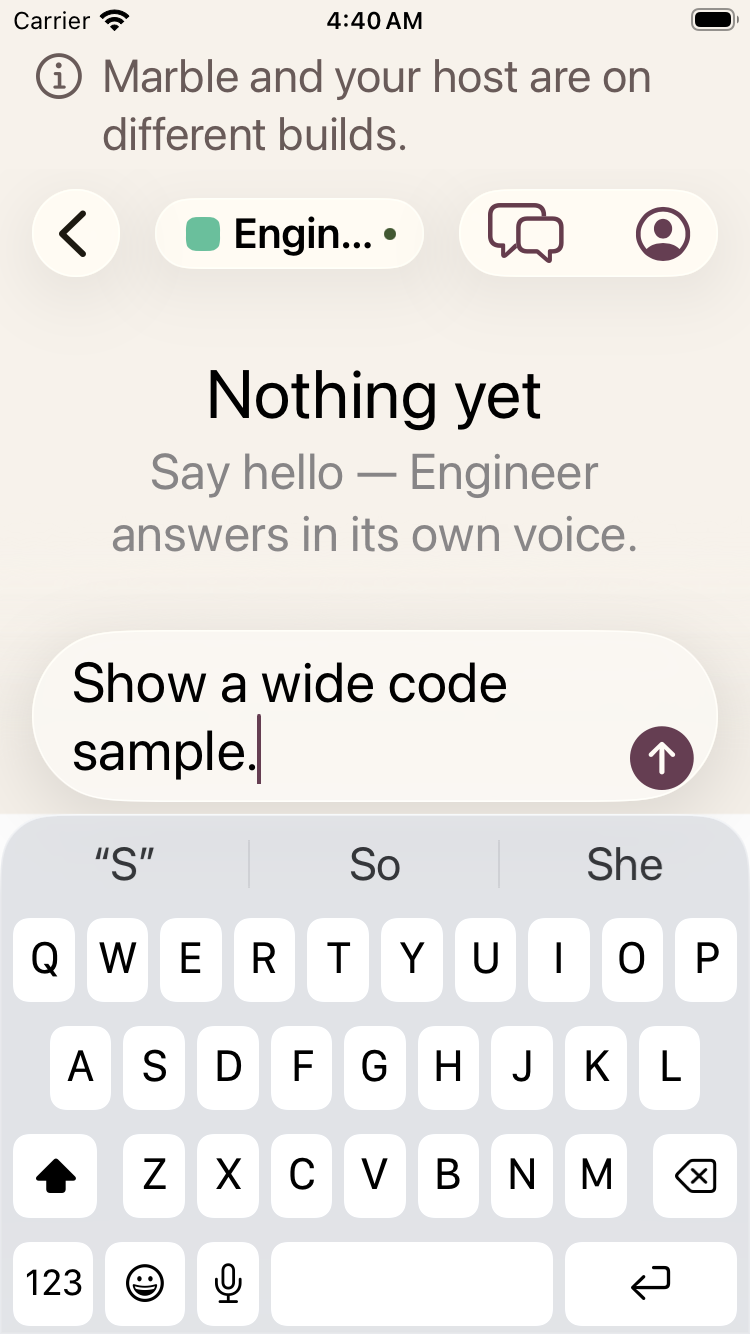 Carrier 4:40 AM
Marble and your host are on
different builds.
Engin...
Nothing yet
Say hello — Engineer
answers in its own voice.
Show a wide code
sample.
“S” So She
Q W E R T Y U I O P
A S D F G H J K L
Z X C V B N M
123